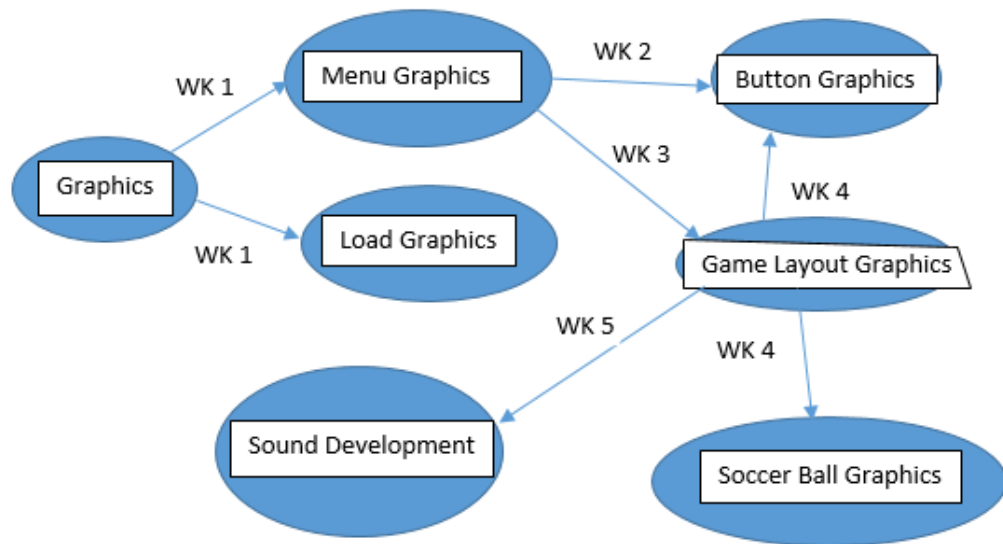 Menu Graphics
WK 2
Button Graphics
WK 1
WK 3
Graphics
WK 4
WK 1
Load Graphics
Game Layout Graphics
WK 5
WK 4
Sound Development
Soccer Ball Graphics